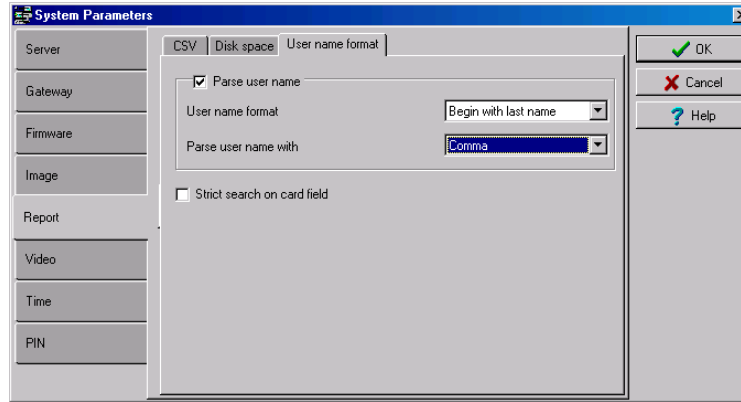 System Parameters
Server
Gateway
Firmware
Image
Report
Video
Time
PIN
CSV Disk space User name format
Parse user name
User name format Begin with last name
Parse user name with Comma
Strict search on card field
OK
Cancel
Help